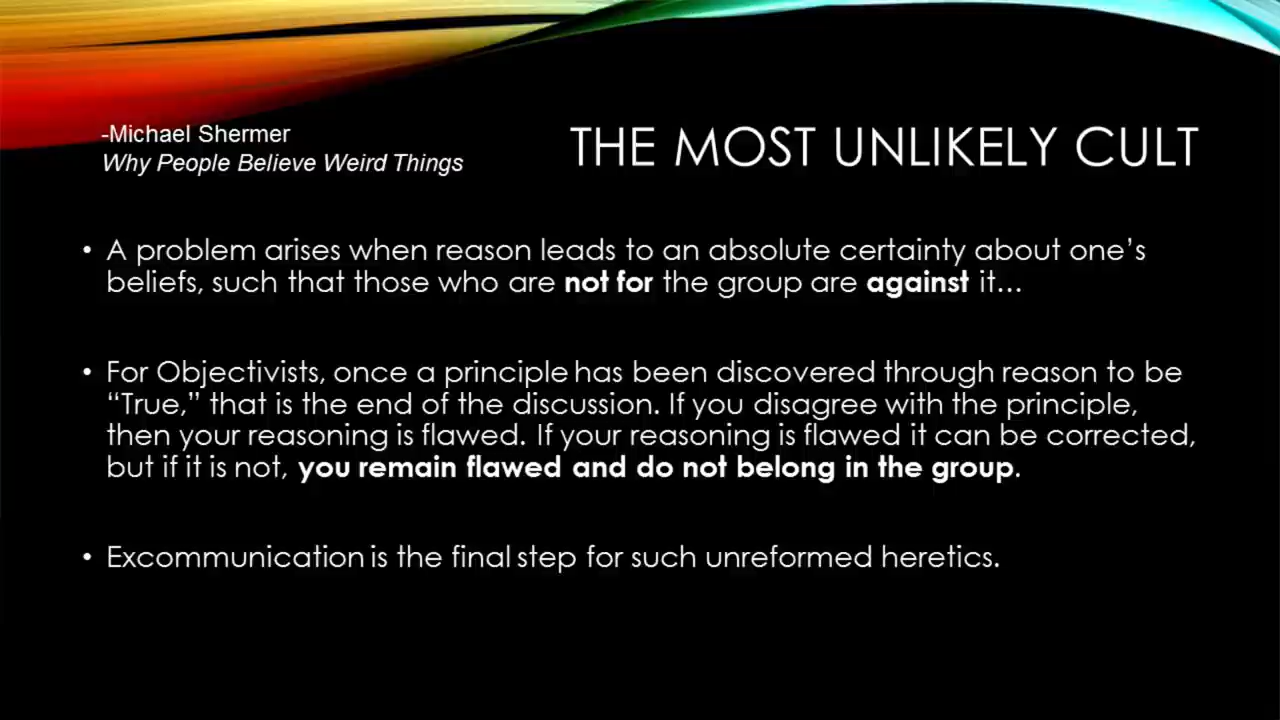 -Michael Shermer
Why People Believe Weird Things
THE MOST UNLIKELY CULT
• A problem arises when reason leads to an absolute certainty about one’s
beliefs, such that those who are not for the group are against it…
• For Objectivists, once a principle has been discovered through reason to be
“True,” that is the end of the discussion. If you disagree with the principle,
then your reasoning is flawed. If your reasoning is flawed it can be corrected,
but if it is not, you remain flawed and do not belong in the group.
• Excommunication is the final step for such unreformed heretics.